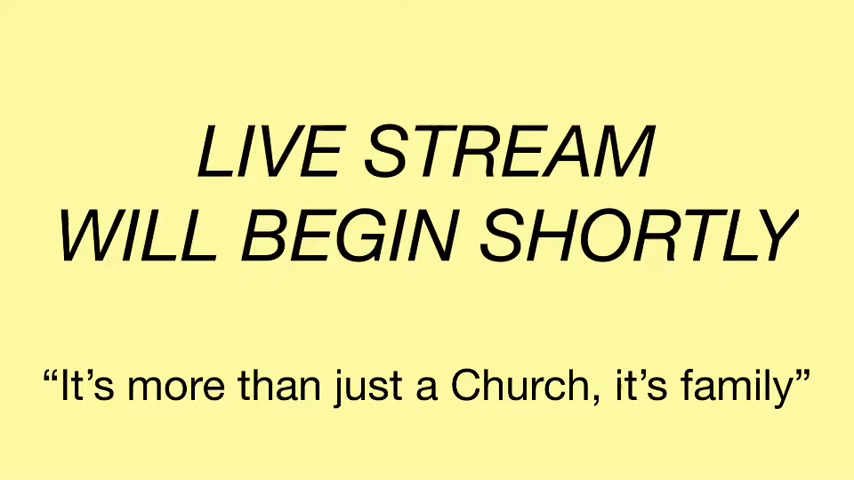 LIVE STREAM
WILL BEGIN SHORTLY
“It’s more than just a Church, it’s family”